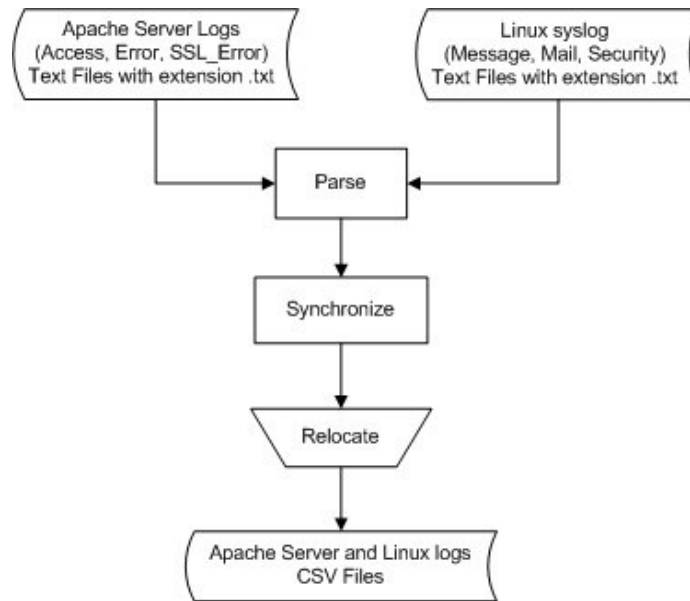 Apache Server Logs
(Access, Error, SSL_Error)
Text Files with extension .txt
Linux syslog
(Message, Mail, Security)
Text Files with extension .txt
Parse
Synchronize
Relocate
Apache Server and Linux logs
CSV Files